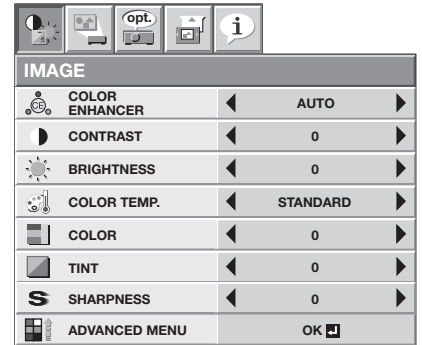 opt.
i
IMAGE
COLOR
ENHANCER
AUTO
CE
CONTRAST 0
BRIGHTNESS 0
COLOR TEMP. STANDARD
COLOR 0
TINT 0
S SHARPNESS 0
ADVANCED MENU OK